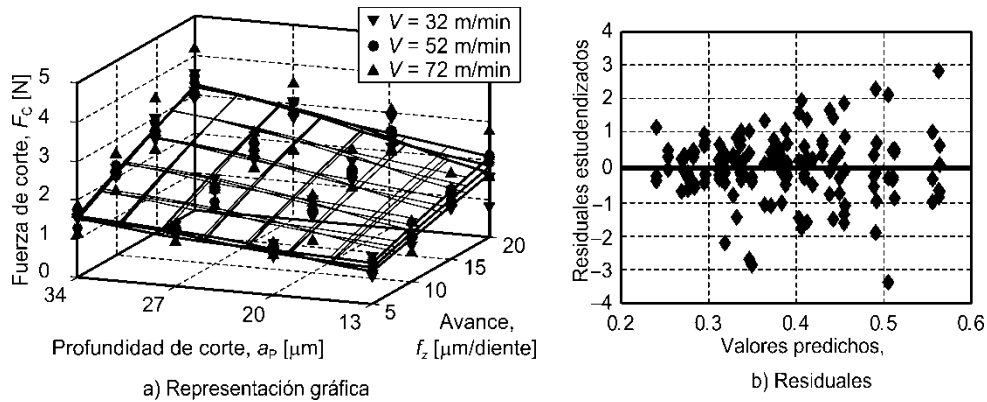 V = 32 m/min
V = 52 m/min
V = 72 m/min
Fuerza de corte, F_C [N]
5
4
3
2
1
0
34
27
20
13
5
10
15
20
Profundidad de corte, a_P [µm]
Avance,
f_z [µm/diente]
a) Representación gráfica
Residuales estudendizados
4
3
2
1
0
–1
–2
–3
–4
0.2
0.3
0.4
0.5
0.6
Valores predichos,
b) Residuales